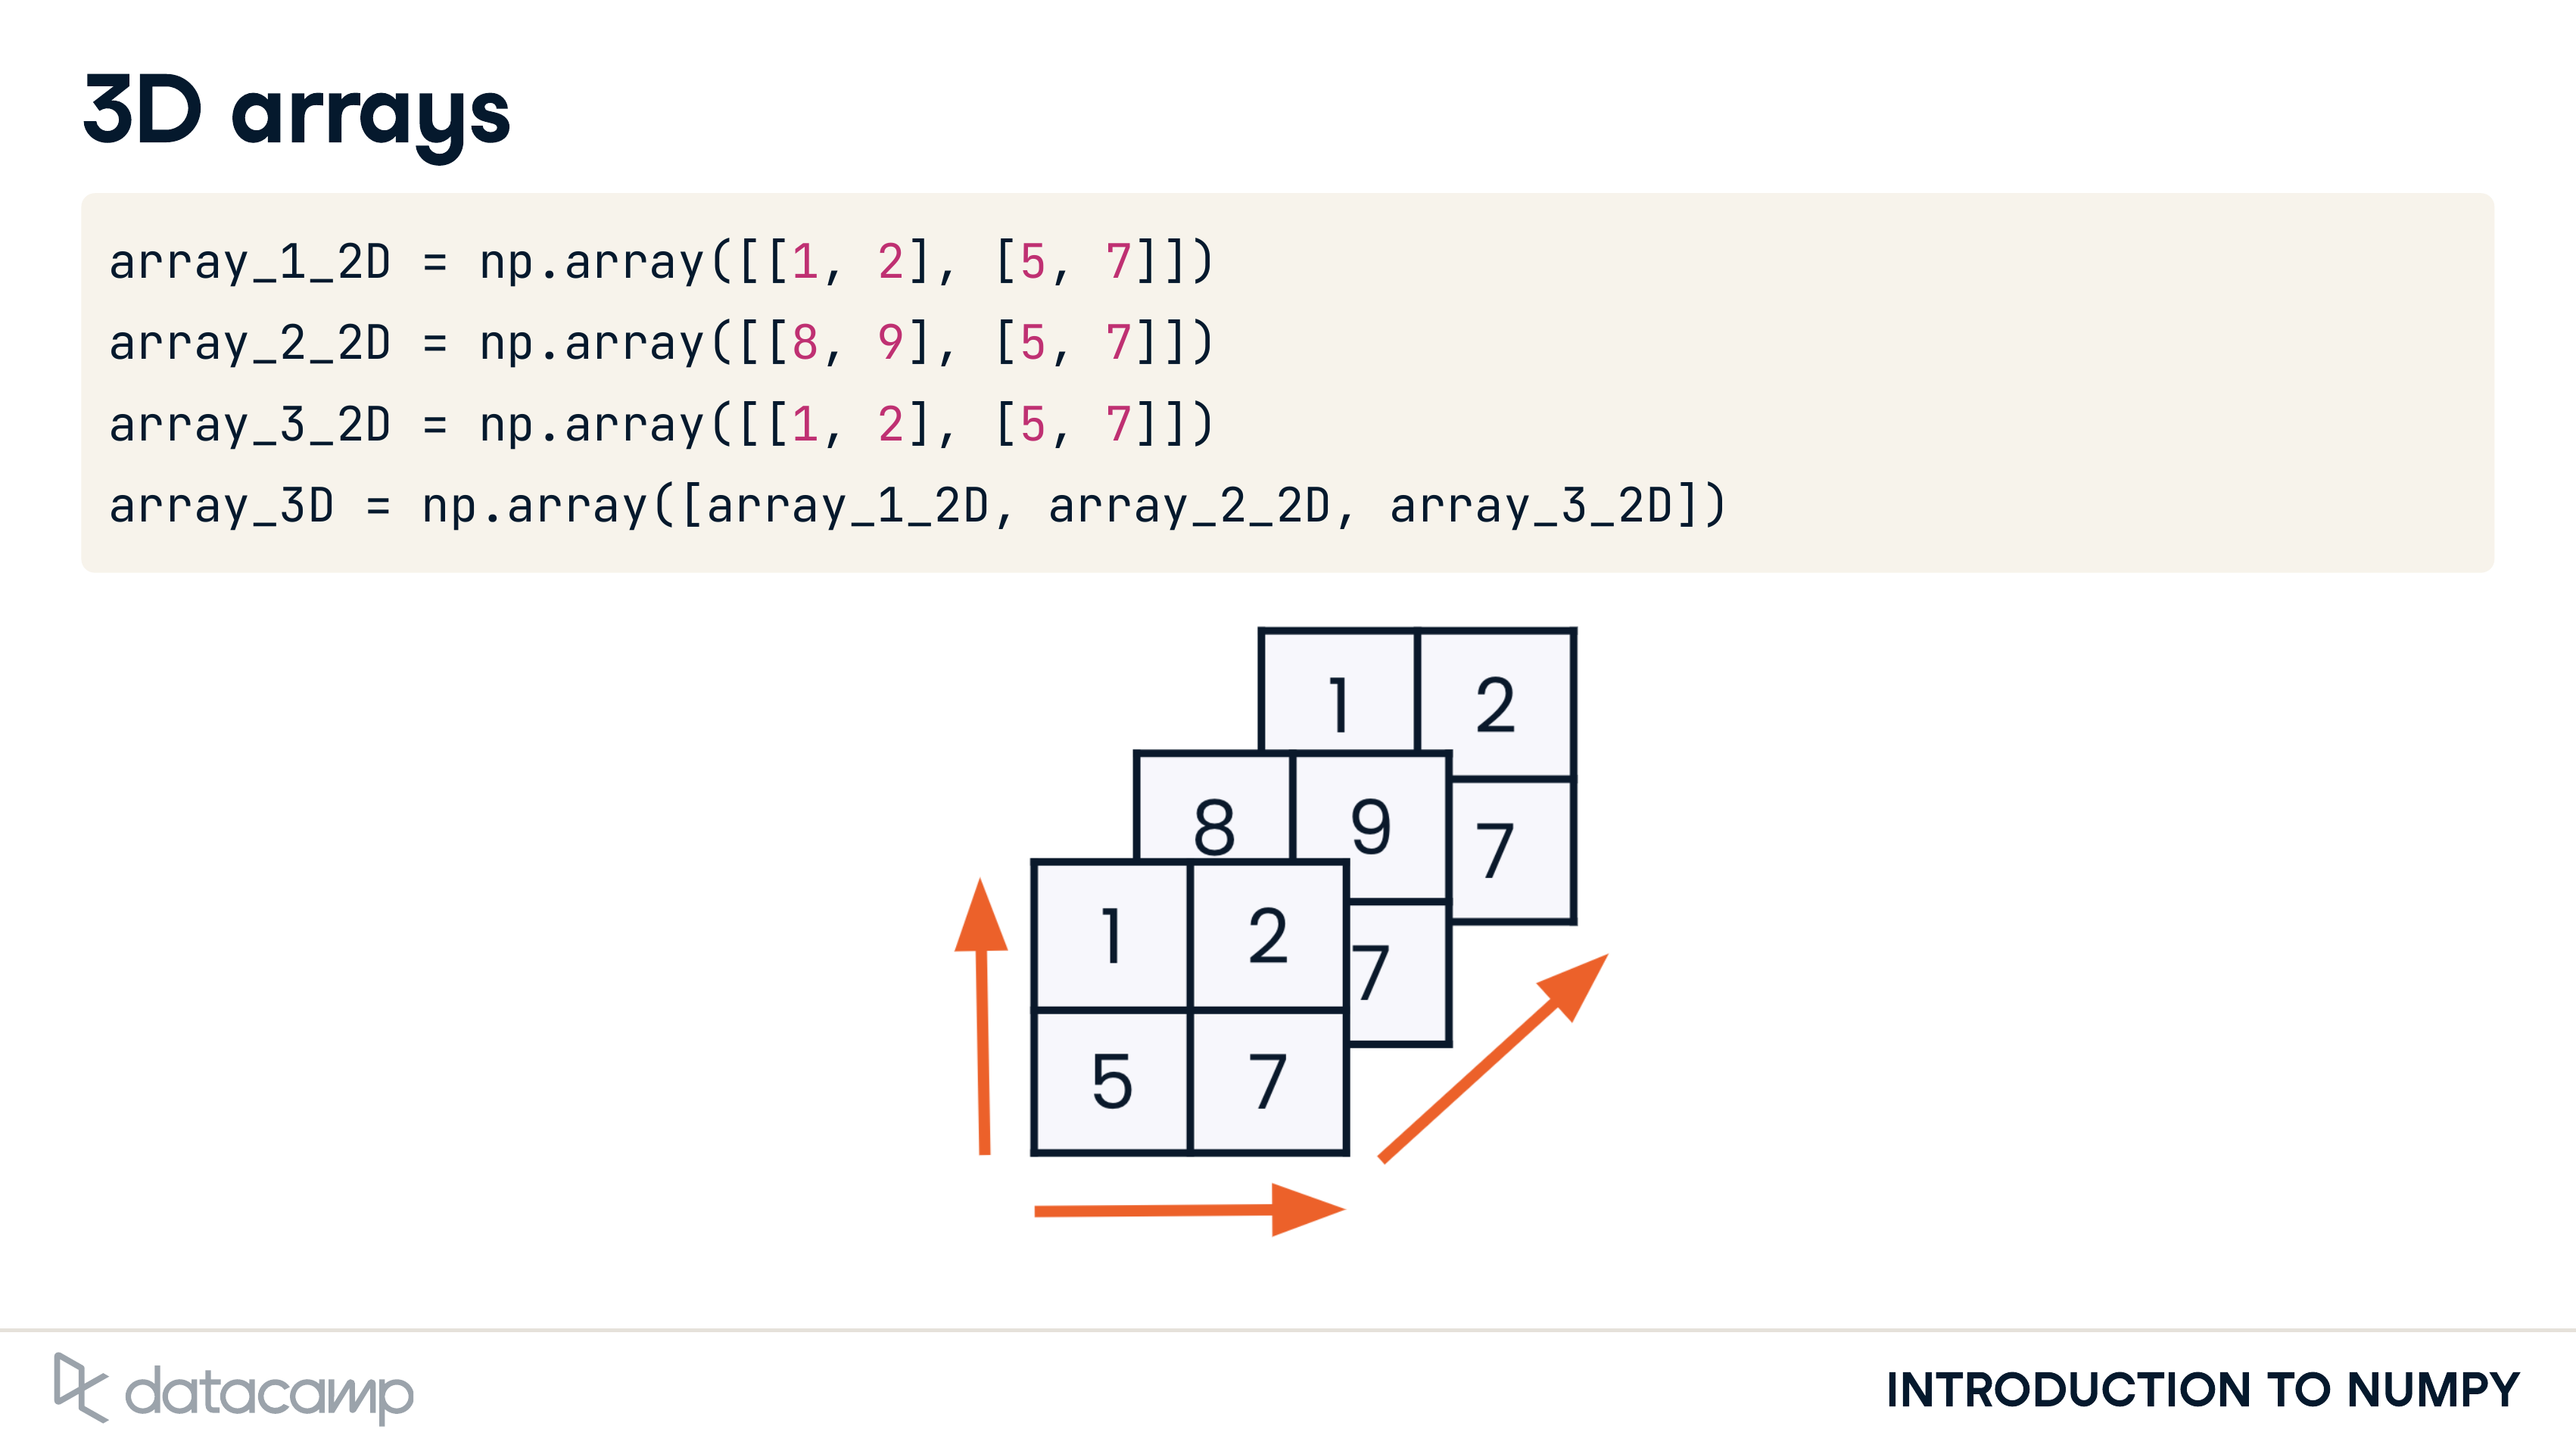 3D arrays
array_1_2D = np.array([[1, 2], [5, 7]])
array_2_2D = np.array([[8, 9], [5, 7]])
array_3_2D = np.array([[1, 2], [5, 7]])
array_3D = np.array([array_1_2D, array_2_2D, array_3_2D])
1 2
8 9 7
1 2 7
5 7
datacamp
INTRODUCTION TO NUMPY